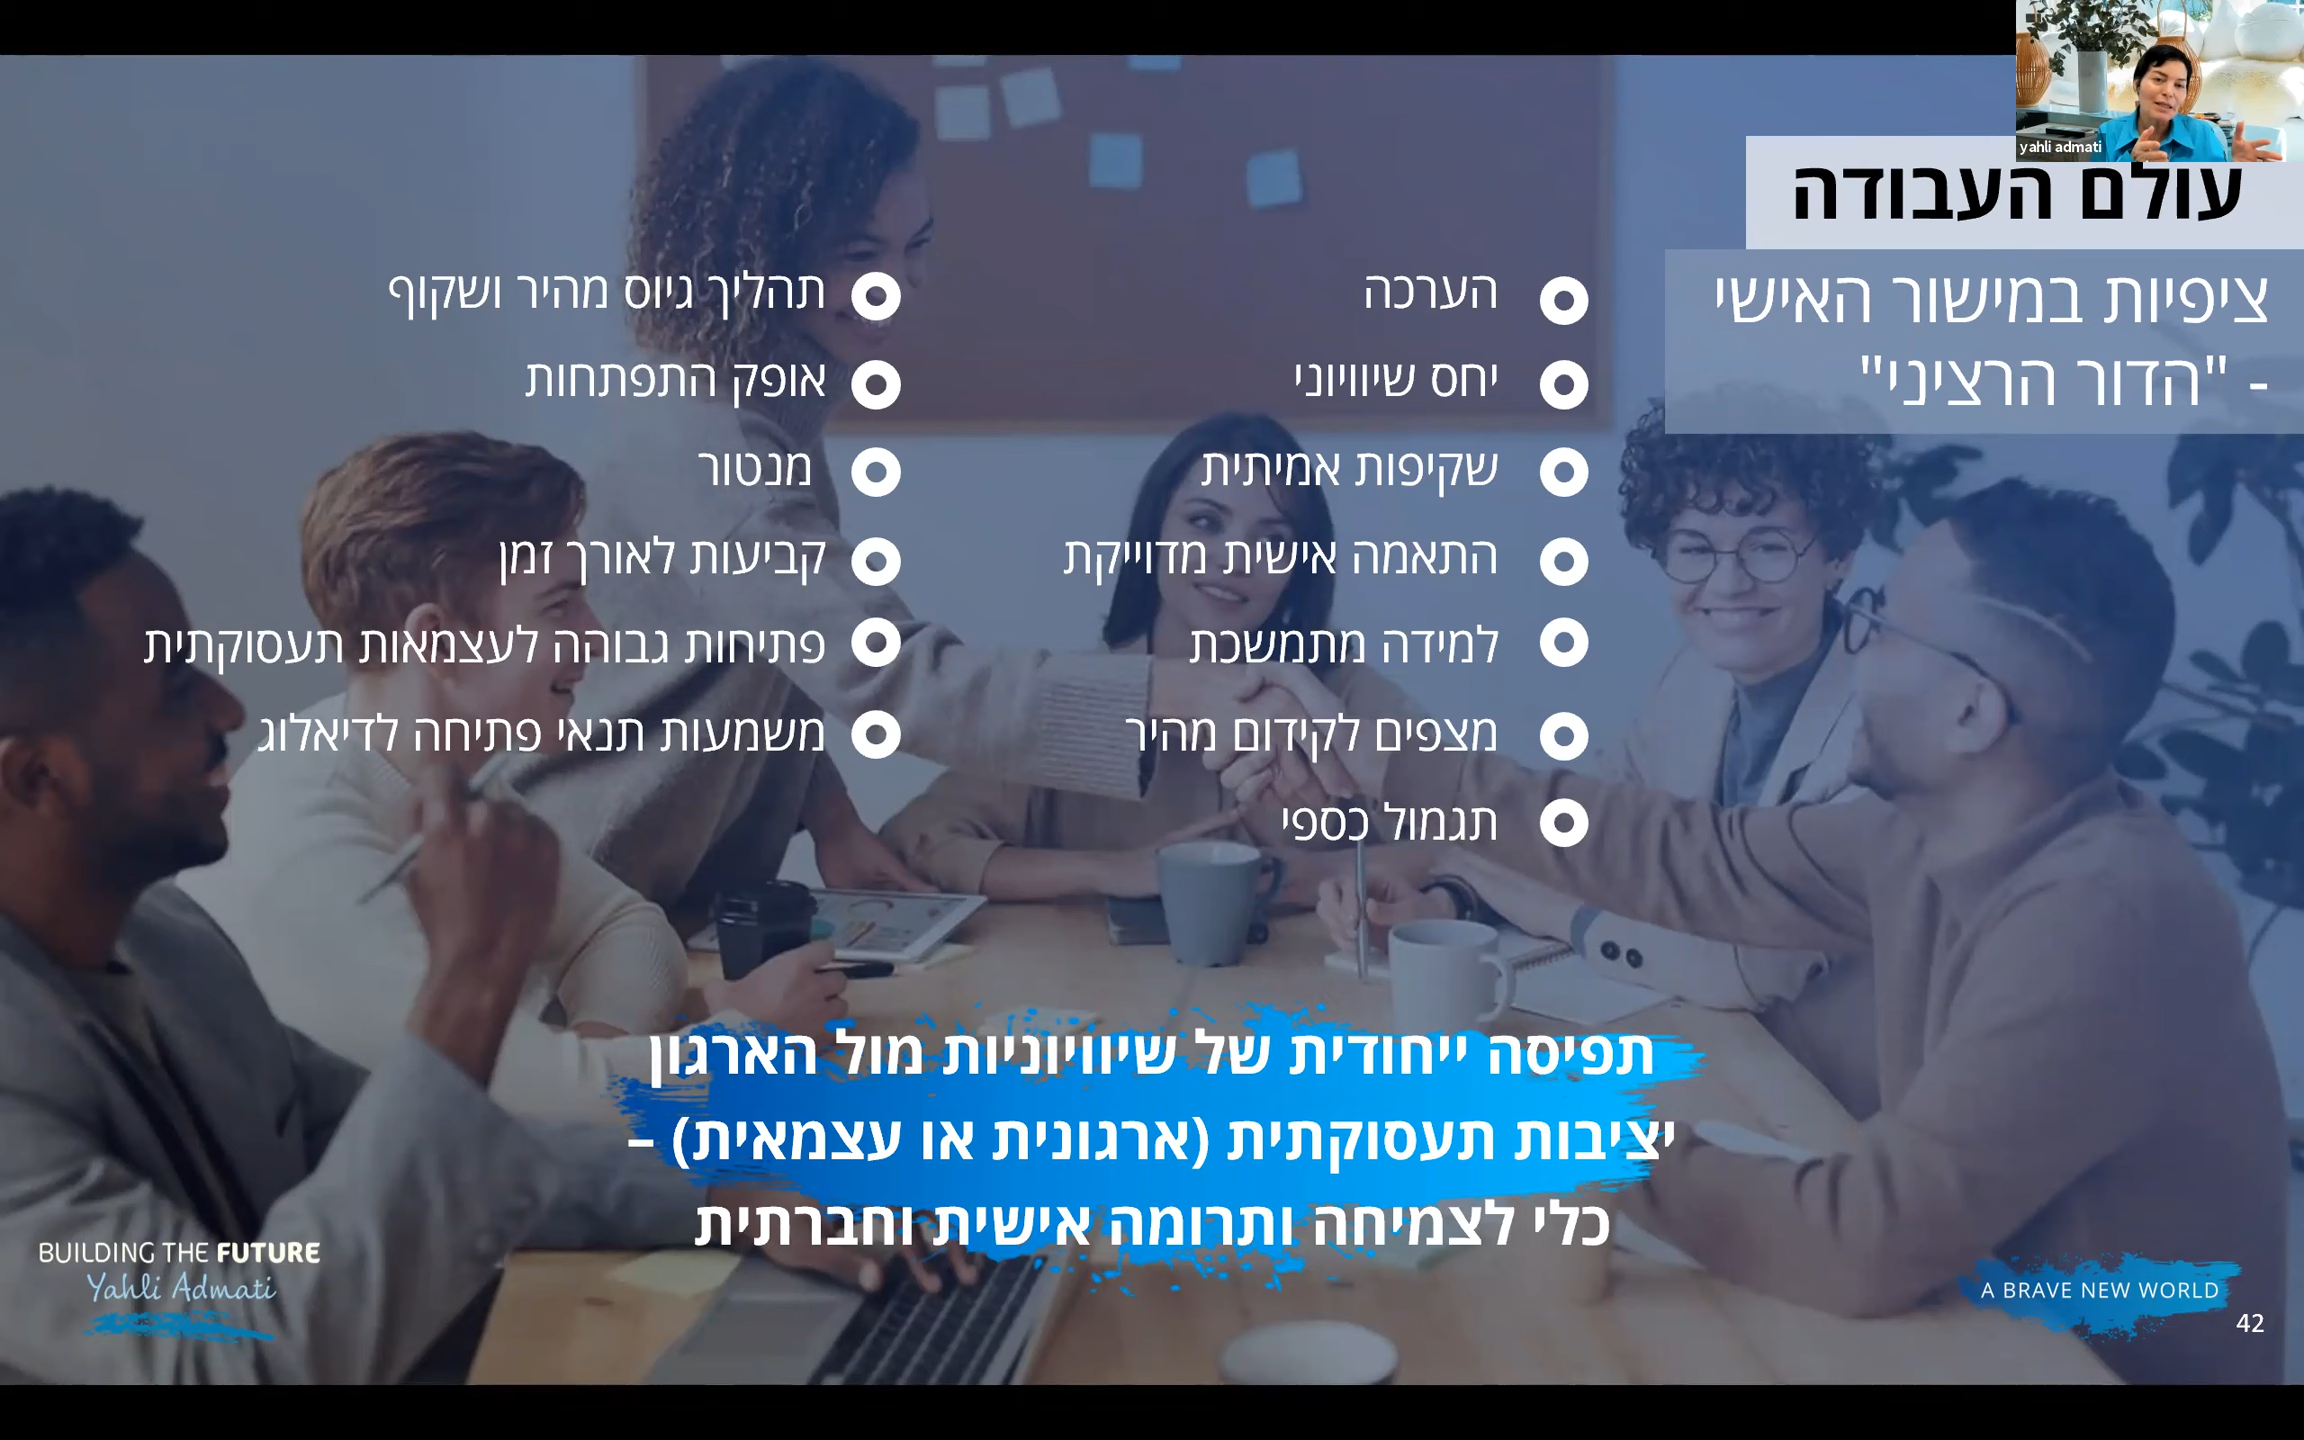 yahli admati
עולם העבודה
ציפיות במישור האישי
- "הדור הרציני"
הערכה
יחס שיוויוני
שקיפות אמיתית
התאמה אישית מדוייקת
למידה מתמשכת
מצפים לקידום מהיר
תגמול כספי
תהליך גיוס מהיר ושקוף
אופק התפתחות
מנטור
קביעות לאורך זמן
פתיחות גבוהה לעצמאות תעסוקתית
משמעות תנאי פתיחה לדיאלוג
תפיסה ייחודית של שיוויוניות מול הארגון
יציבות תעסוקתית (ארגונית או עצמאית) –
כלי לצמיחה ותרומה אישית וחברתית
BUILDING THE FUTURE
Yahli Admati
A BRAVE NEW WORLD
42